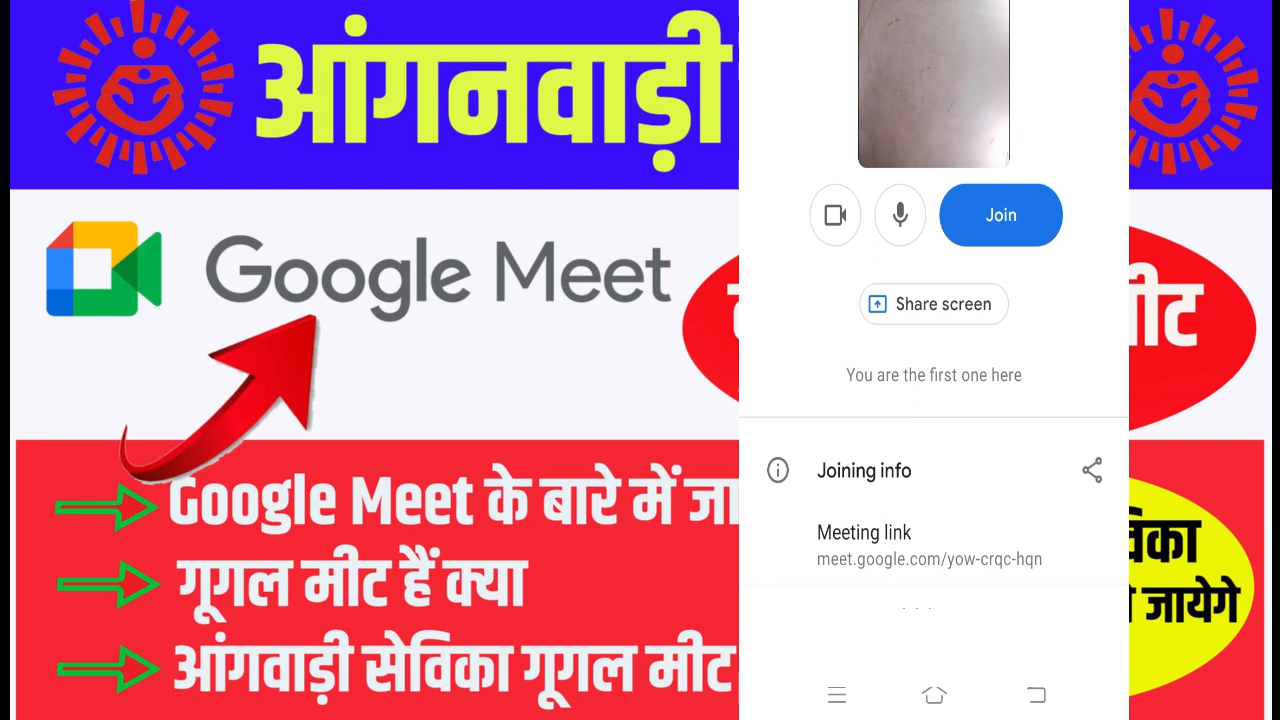 आंगनवाड़ी
Google Meet
मीट
Google Meet के बारे में
गूगल मीट हैं क्या
आंगवाड़ी सेविका गूगल मीट
जायेगे
Join
Share screen
You are the first one here
Joining info
Meeting link
meet.google.com/yow-crqc-hqn